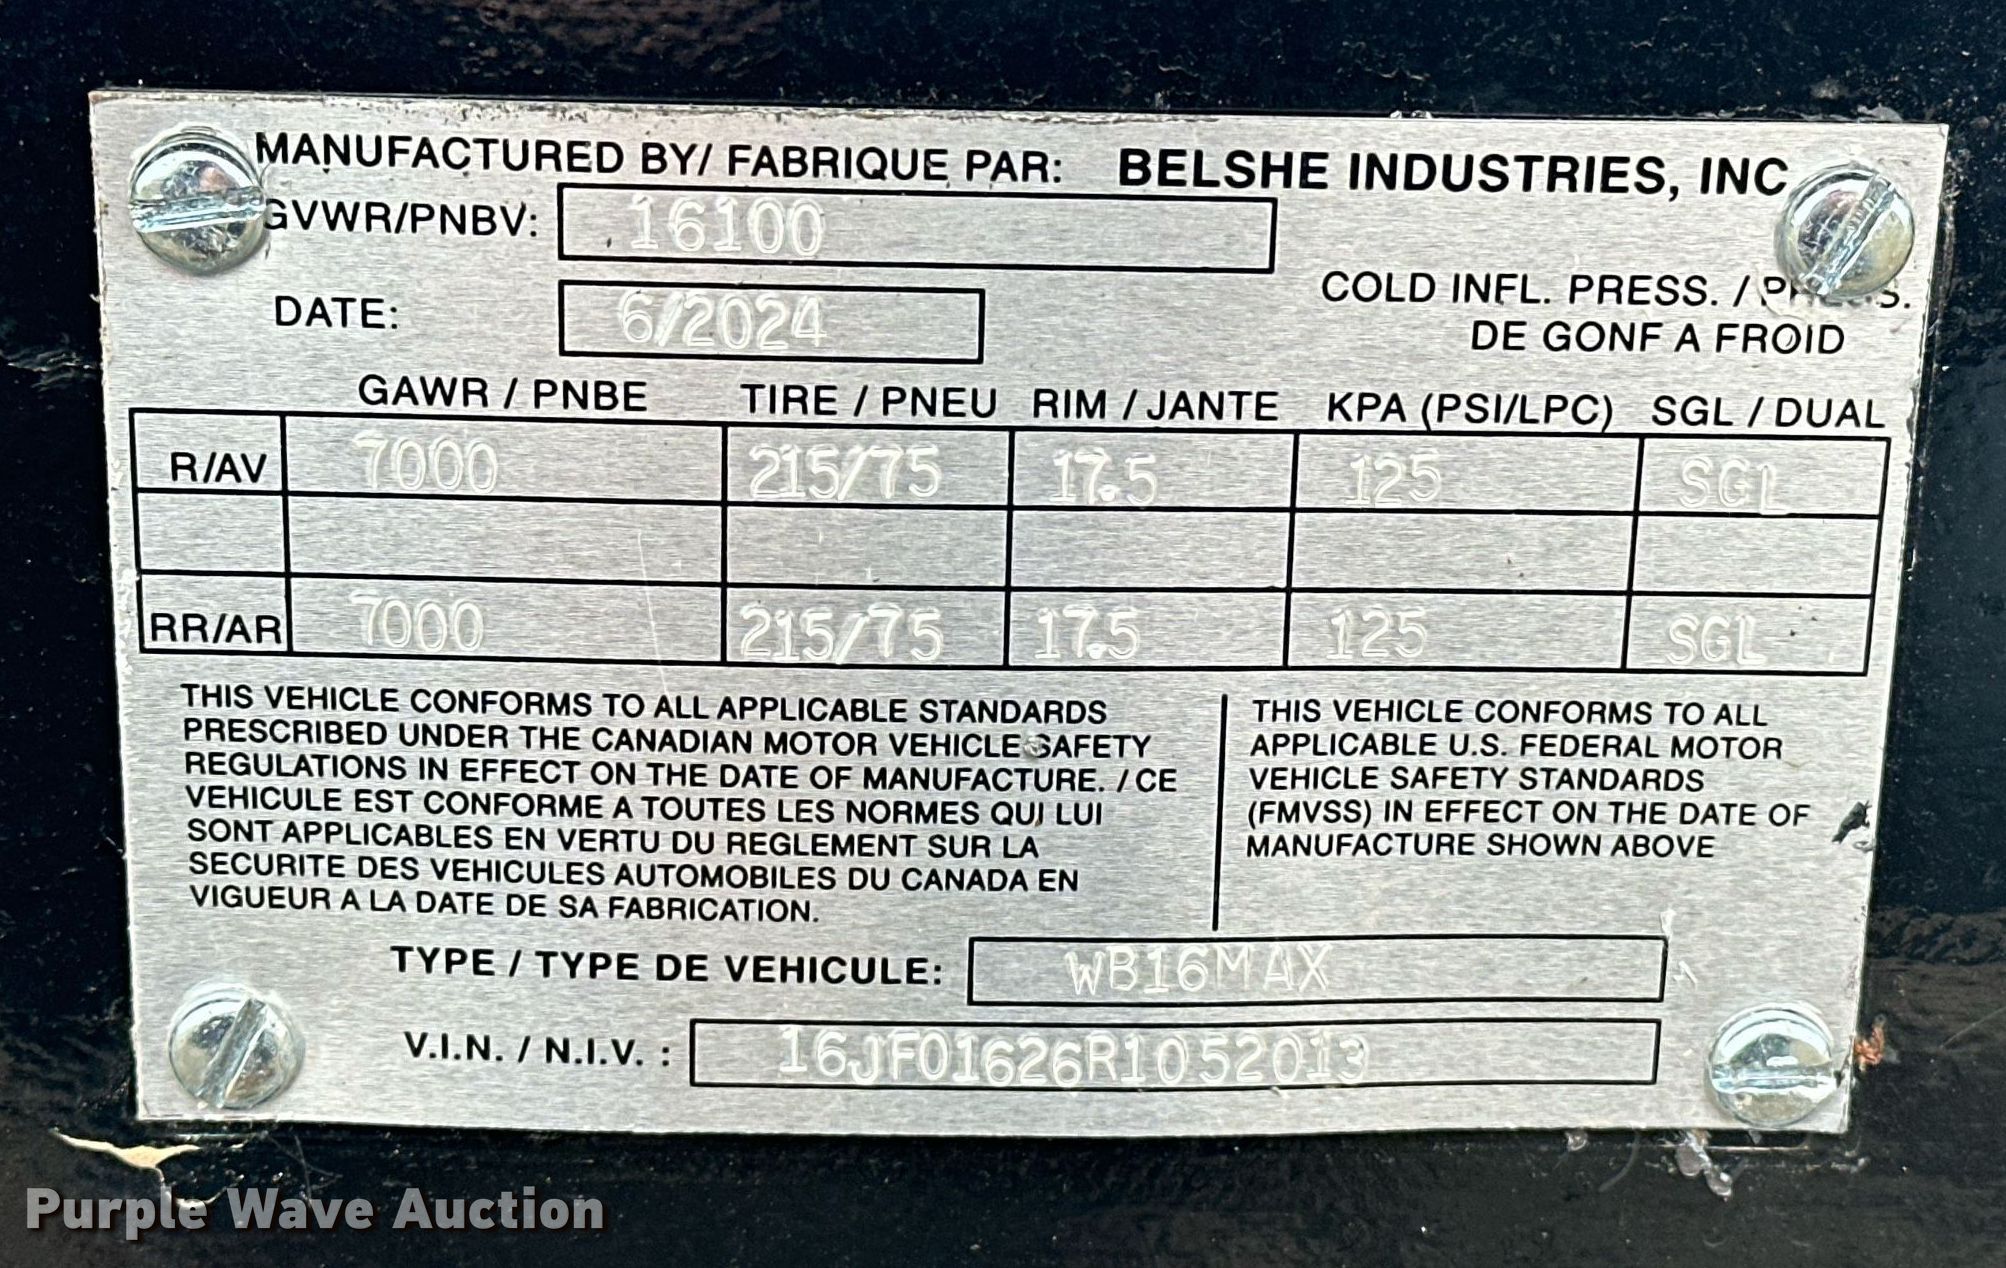 MANUFACTURED BY/ FABRIQUE PAR: BELSHE INDUSTRIES, INC
GVWR/PNBV: 16100
DATE: 6/2024
COLD INFL. PRESS. /
DE GONF A FROID
GAWR / PNBE TIRE / PNEU RIM / JANTE KPA (PSI/LPC) SGL / DUAL
R/AV 7000 215/75 17.5 125 SGL
RR/AR 7000 215/75 17.5 125 SGL
THIS VEHICLE CONFORMS TO ALL APPLICABLE STANDARDS
PRESCRIBED UNDER THE CANADIAN MOTOR VEHICLE SAFETY
REGULATIONS IN EFFECT ON THE DATE OF MANUFACTURE. / CE
VEHICULE EST CONFORME A TOUTES LES NORMES QUI LUI
SONT APPLICABLES EN VERTU DU REGLEMENT SUR LA
SECURITE DES VEHICULES AUTOMOBILES DU CANADA EN
VIGUEUR A LA DATE DE SA FABRICATION.
THIS VEHICLE CONFORMS TO ALL
APPLICABLE U.S. FEDERAL MOTOR
VEHICLE SAFETY STANDARDS
(FMVSS) IN EFFECT ON THE DATE OF
MANUFACTURE SHOWN ABOVE
TYPE / TYPE DE VEHICULE: WB16MAX
V.I.N. / N.I.V. : 16JF01626R1052013
Purple Wave Auction